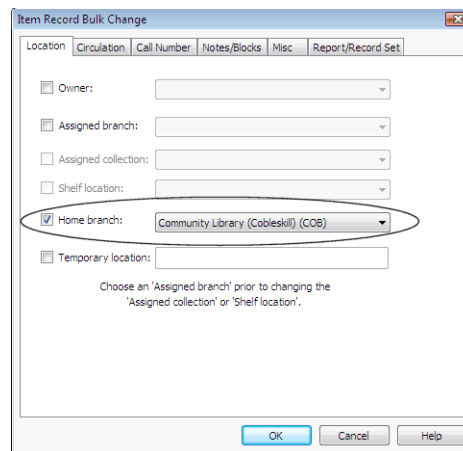 Item Record Bulk Change
Location Circulation Call Number Notes/Blocks Misc Report/Record Set
Owner:
Assigned branch:
Assigned collection:
Shelf location:
Home branch: Community Library (Cobleskill) (COB)
Temporary location:
Choose an 'Assigned branch' prior to changing the
'Assigned collection' or 'Shelf location'.
OK Cancel Help